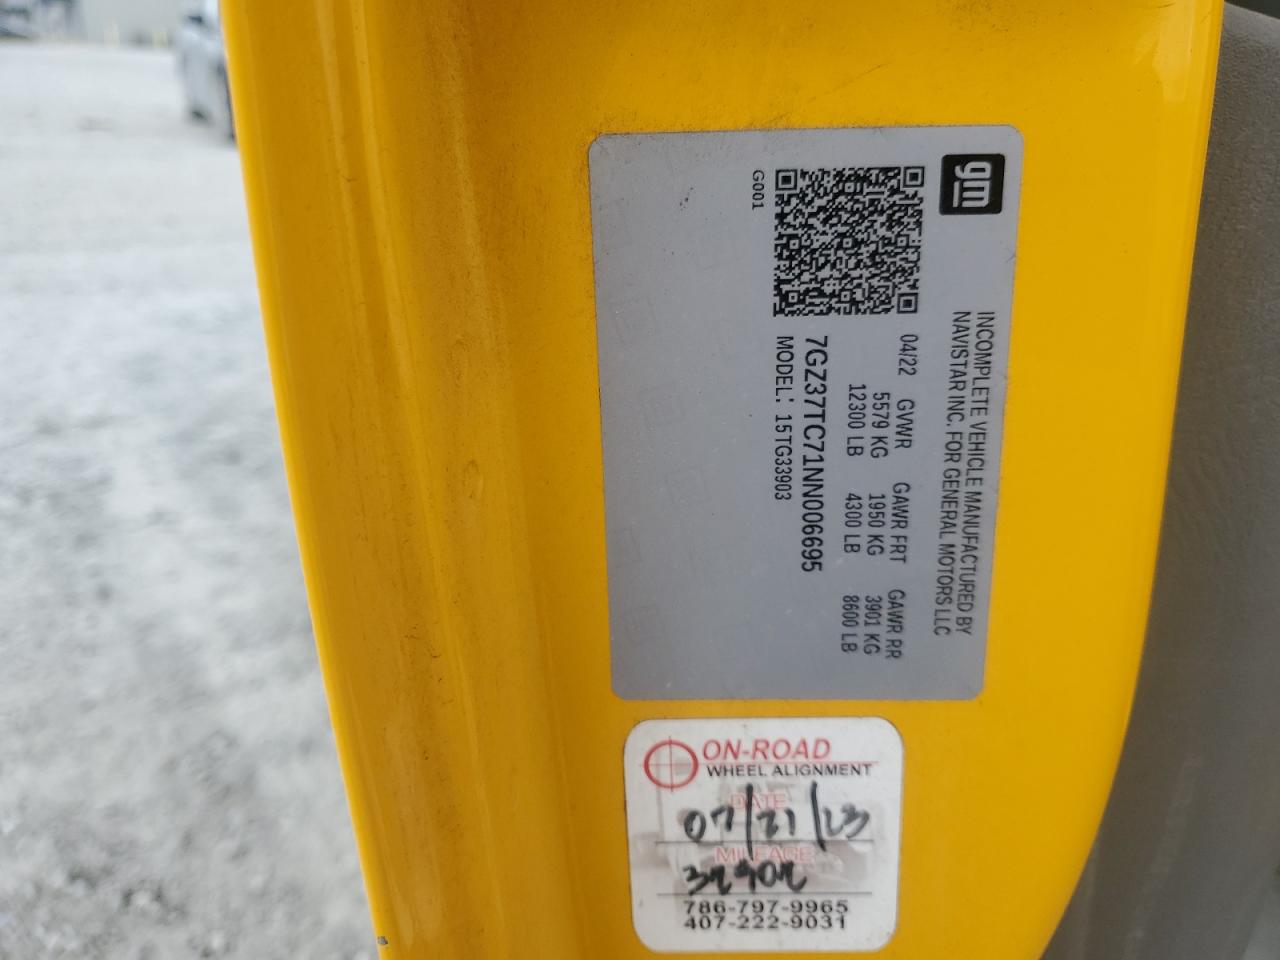 gm
INCOMPLETE VEHICLE MANUFACTURED BY
NAVISTAR INC. FOR GENERAL MOTORS LLC
04/22 GVWR GAWR FRT GAWR RR
5579 KG 1950 KG 3901 KG
12300 LB 4300 LB 8600 LB
7GZ37TC71NN006695
MODEL: 15TG33903
G001
ON-ROAD
WHEEL ALIGNMENT
DATE
07/21/23
MILEAGE
786-797-9965
407-222-9031